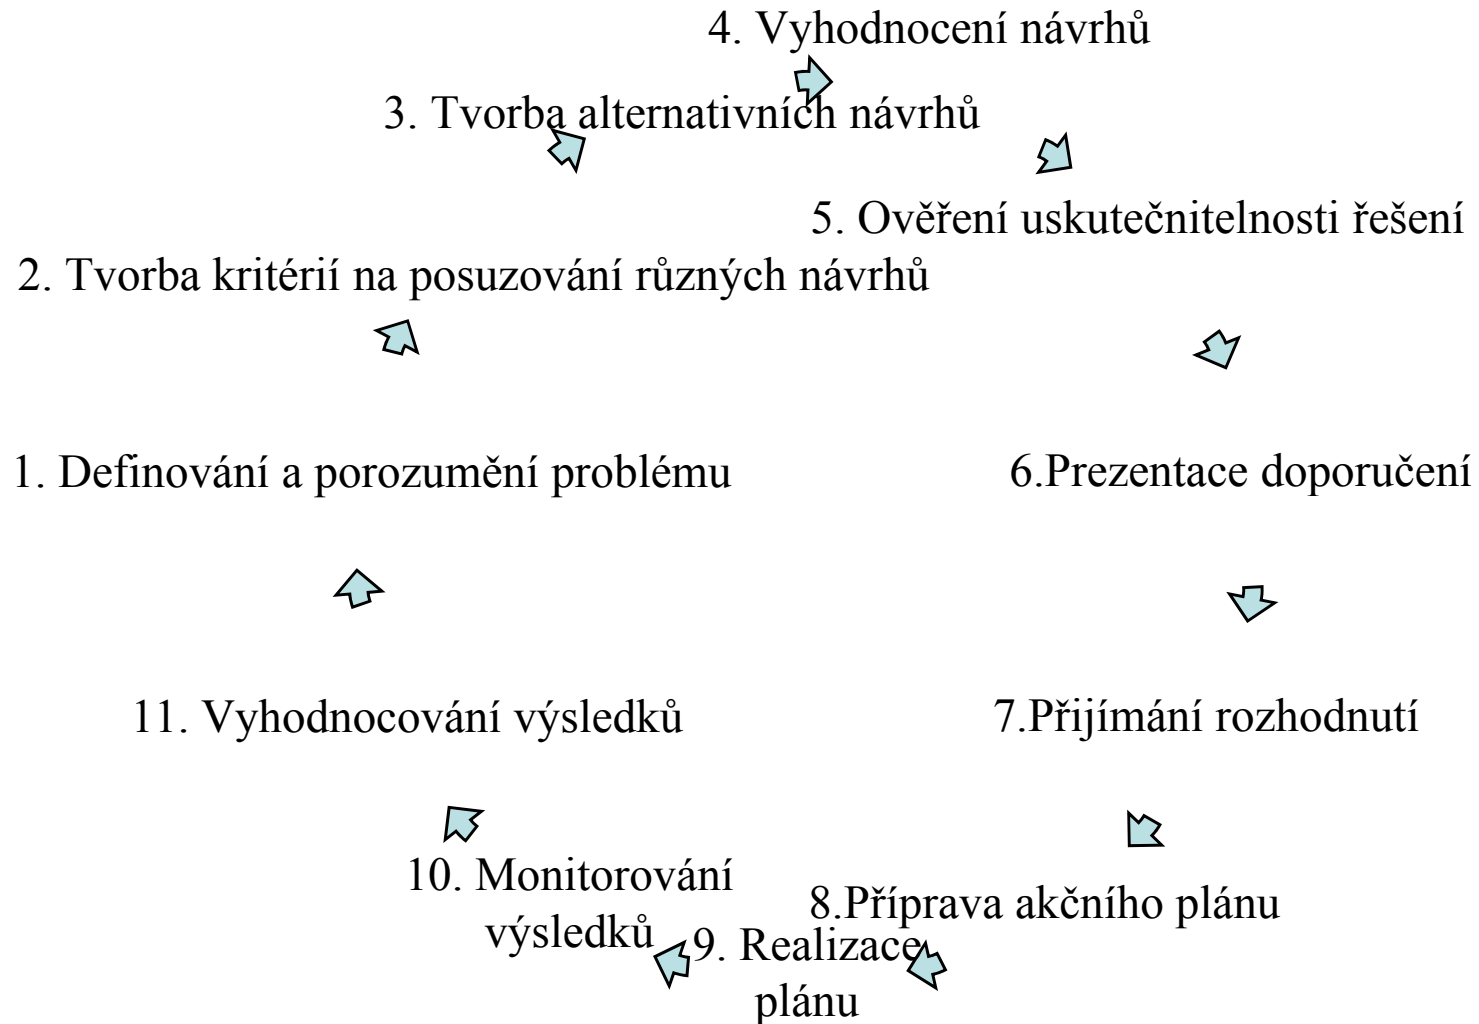 4. Vyhodnocení návrhů
3. Tvorba alternativních návrhů
5. Ověření uskutečnitelnosti řešení
2. Tvorba kritérií na posuzování různých návrhů
1. Definování a porozumění problému
6.Prezentace doporučení
11. Vyhodnocování výsledků
7.Přijímání rozhodnutí
10. Monitorování
výsledků
8.Příprava akčního plánu
9. Realizace
plánu